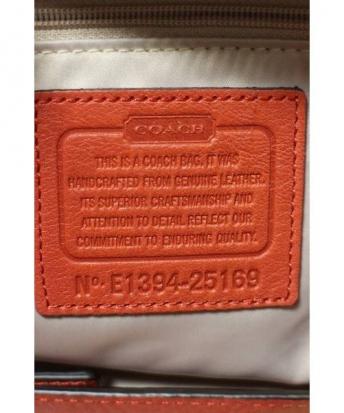 COACH
THIS IS A COACH BAG. IT WAS
HANDCRAFTED FROM GENUINE LEATHER.
ITS SUPERIOR CRAFTSMANSHIP AND
ATTENTION TO DETAIL REFLECT OUR
COMMITMENT TO ENDURING QUALITY.
No. E1394-25169